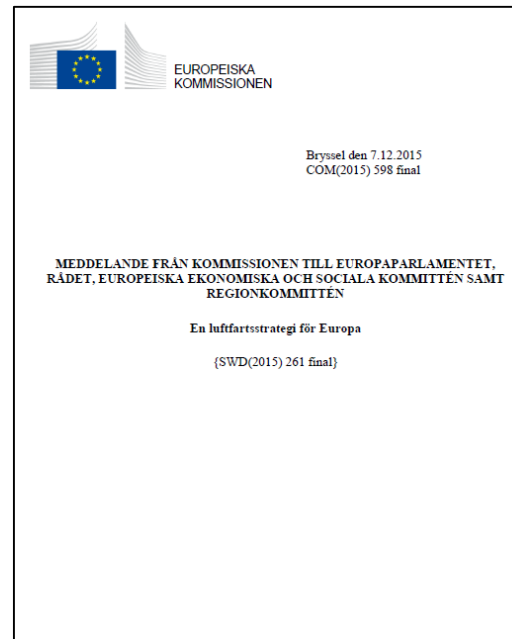 EUROPEISKA
KOMMISSIONEN
Bryssel den 7.12.2015
COM(2015) 598 final
MEDDELANDE FRÅN KOMMISSIONEN TILL EUROPAPARLAMENTET,
RÅDET, EUROPEISKA EKONOMISKA OCH SOCIALA KOMMITTÉN SAMT
REGIONKOMMITTÉN
En luftfartsstrategi för Europa
{SWD(2015) 261 final}